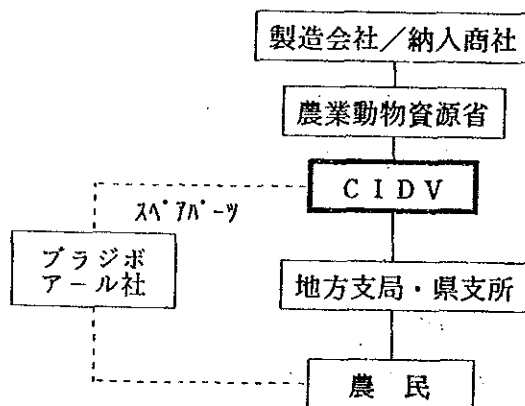 製造会社／納入商社
農業動物資源省
ＣＩＤＶ
スペアパーツ
ブラジボ
アール社
地方支局・県支所
農　民